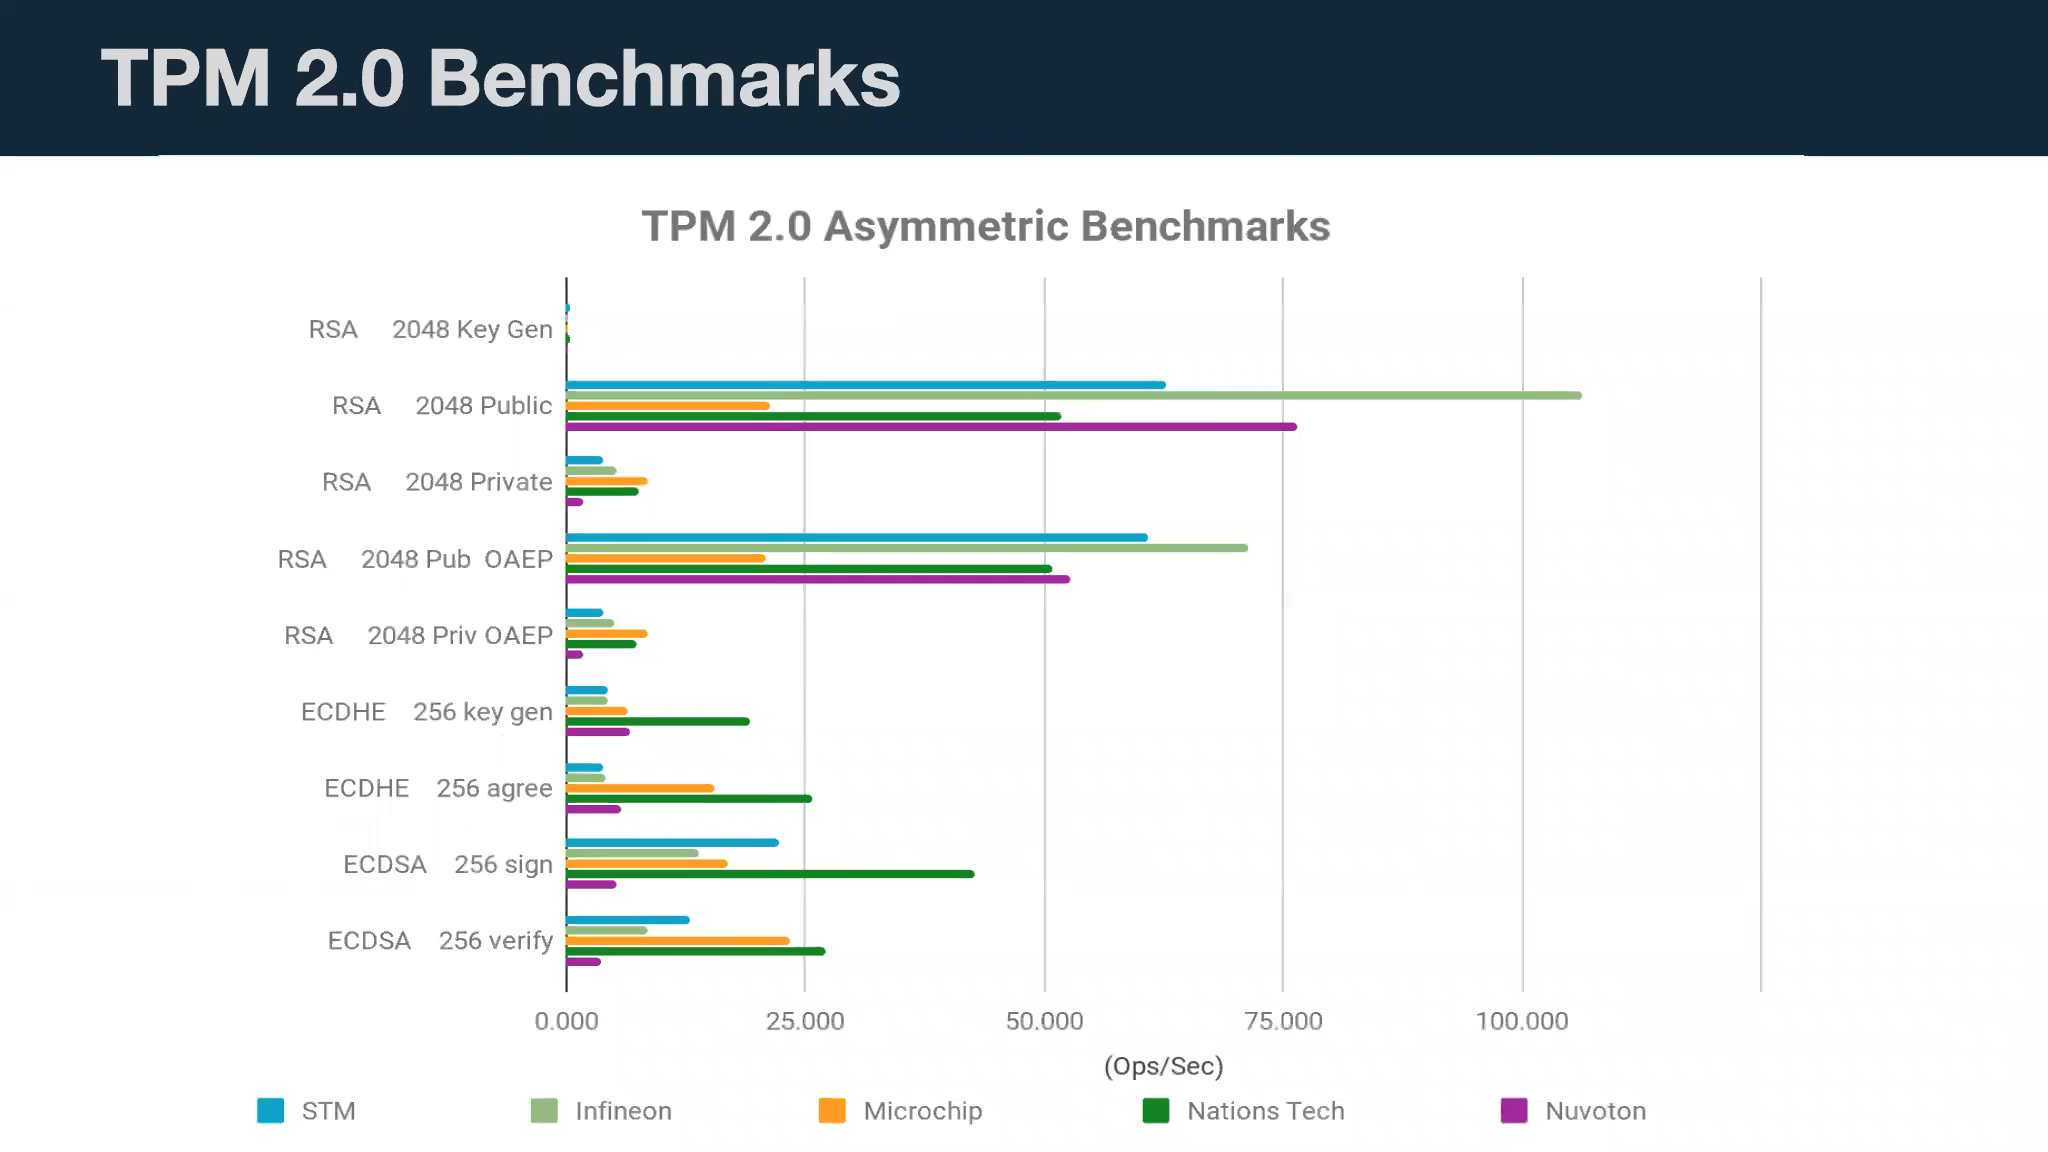 TPM 2.0 Benchmarks
TPM 2.0 Asymmetric Benchmarks
RSA 2048 Key Gen
RSA 2048 Public
RSA 2048 Private
RSA 2048 Pub OAEP
RSA 2048 Priv OAEP
ECDHE 256 key gen
ECDHE 256 agree
ECDSA 256 sign
ECDSA 256 verify
0.000 25.000 50.000 75.000 100.000
(Ops/Sec)
STM Infineon Microchip Nations Tech Nuvoton